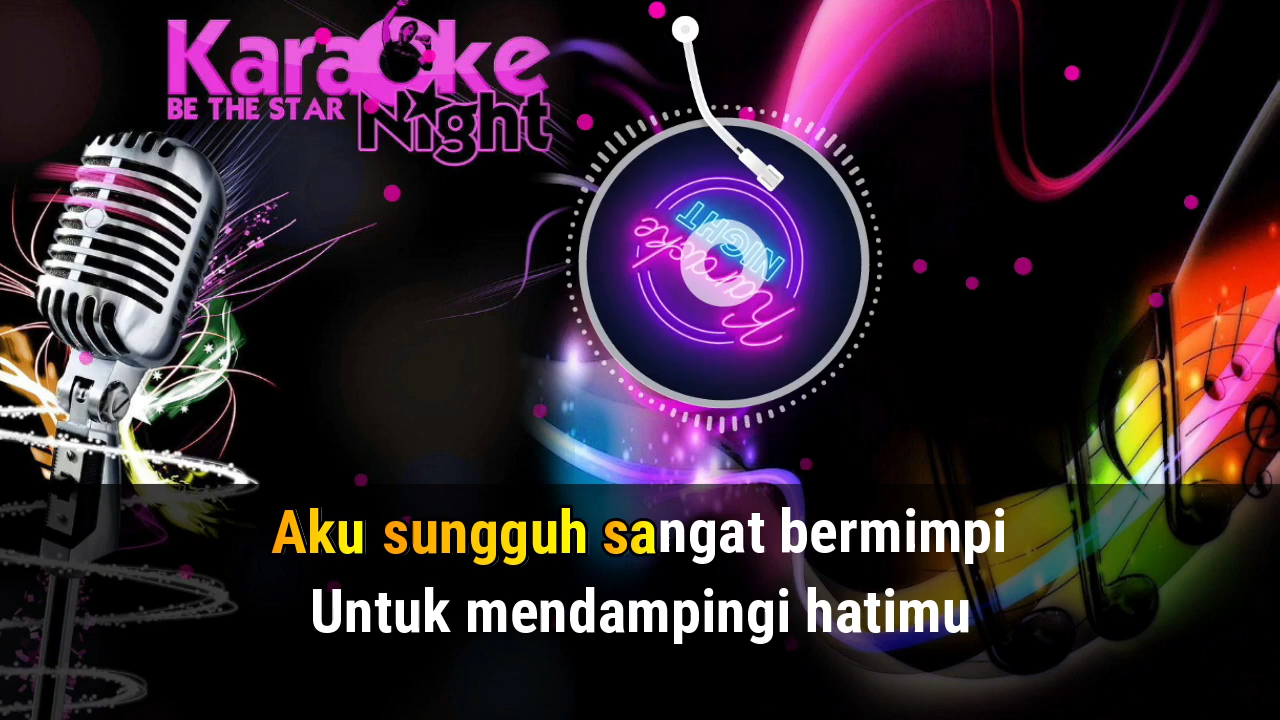 Karaoke
BE THE STAR
Night
Karaoke
NIGHT
Aku sungguh sangat bermimpi
Untuk mendampingi hatimu